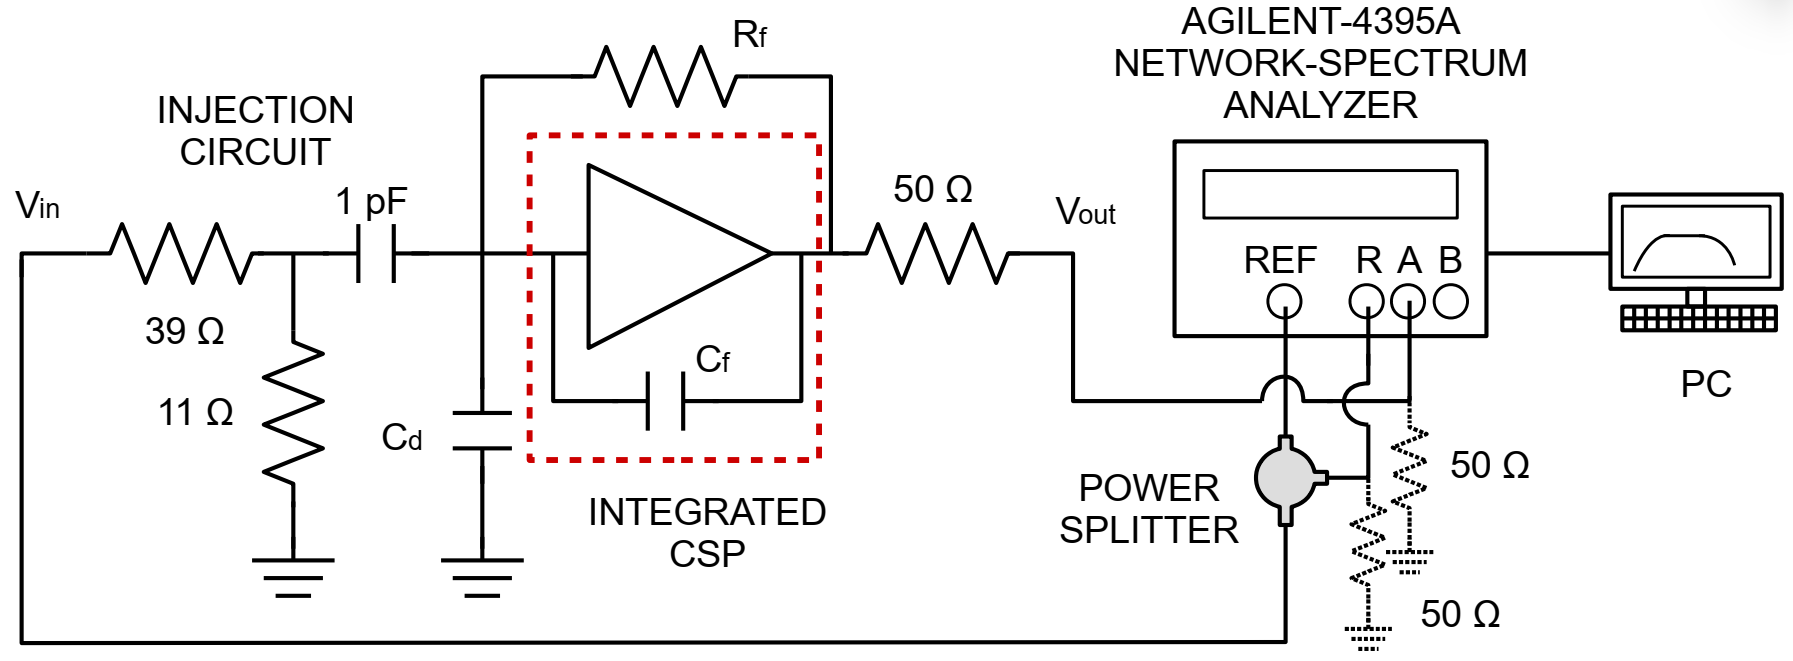 Rf
AGILENT-4395A
NETWORK-SPECTRUM
ANALYZER
INJECTION
CIRCUIT
Vin
1 pF
50 Ω
Vout
REF R A B
39 Ω
11 Ω
Cf
Cd
PC
INTEGRATED
CSP
POWER
SPLITTER
50 Ω
50 Ω